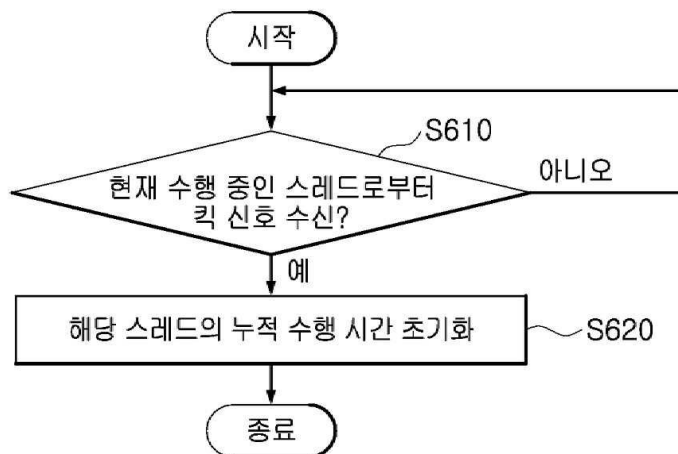 시작
S610
현재 수행 중인 스레드로부터
킥 신호 수신?
아니오
예
해당 스레드의 누적 수행 시간 초기화
S620
종료